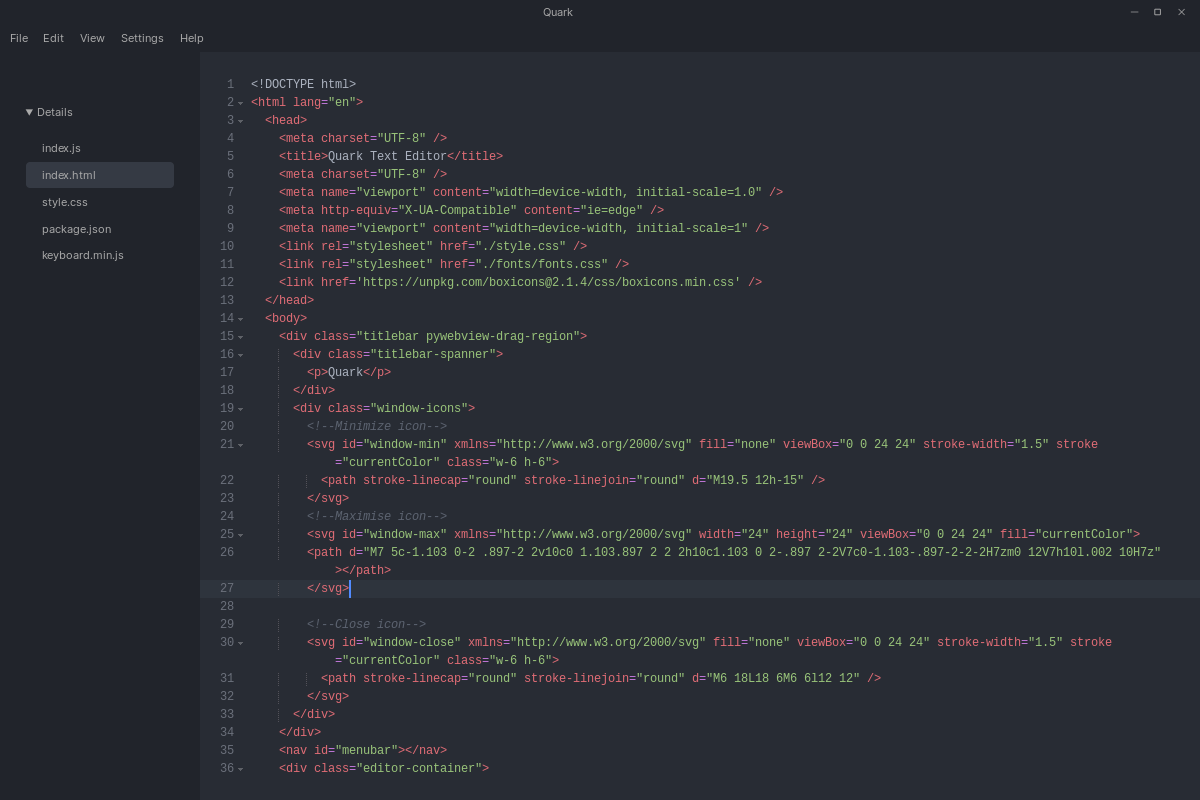 Quark
File Edit View Settings Help
Details
index.js
index.html
style.css
package.json
keyboard.min.js
1 <!DOCTYPE html>
2 <html lang="en">
3 <head>
4 <meta charset="UTF-8" />
5 <title>Quark Text Editor</title>
6 <meta charset="UTF-8" />
7 <meta name="viewport" content="width=device-width, initial-scale=1.0" />
8 <meta http-equiv="X-UA-Compatible" content="ie=edge" />
9 <meta name="viewport" content="width=device-width, initial-scale=1" />
10 <link rel="stylesheet" href="./style.css" />
11 <link rel="stylesheet" href="./fonts/fonts.css" />
12 <link href='https://unpkg.com/boxicons@2.1.4/css/boxicons.min.css' />
13 </head>
14 <body>
15 <div class="titlebar pywebview-drag-region">
16 <div class="titlebar-spanner">
17 <p>Quark</p>
18 </div>
19 <div class="window-icons">
20 <!--Minimize icon-->
21 <svg id="window-min" xmlns="http://www.w3.org/2000/svg" fill="none" viewBox="0 0 24 24" stroke-width="1.5" stroke
="currentColor" class="w-6 h-6">
22 <path stroke-linecap="round" stroke-linejoin="round" d="M19.5 12h-15" />
23 </svg>
24 <!--Maximise icon-->
25 <svg id="window-max" xmlns="http://www.w3.org/2000/svg" width="24" height="24" viewBox="0 0 24 24" fill="currentColor">
26 <path d="M7 5c-1.103 0-2 .897-2 2v10c0 1.103.897 2 2 2h10c1.103 0 2-.897 2-2V7c0-1.103-.897-2-2-2H7zm0 12V7h10l.002 10H7z"
></path>
27 </svg>
28
29 <!--Close icon-->
30 <svg id="window-close" xmlns="http://www.w3.org/2000/svg" fill="none" viewBox="0 0 24 24" stroke-width="1.5" stroke
="currentColor" class="w-6 h-6">
31 <path stroke-linecap="round" stroke-linejoin="round" d="M6 18L18 6M6 6l12 12" />
32 </svg>
33 </div>
34 </div>
35 <nav id="menubar"></nav>
36 <div class="editor-container">